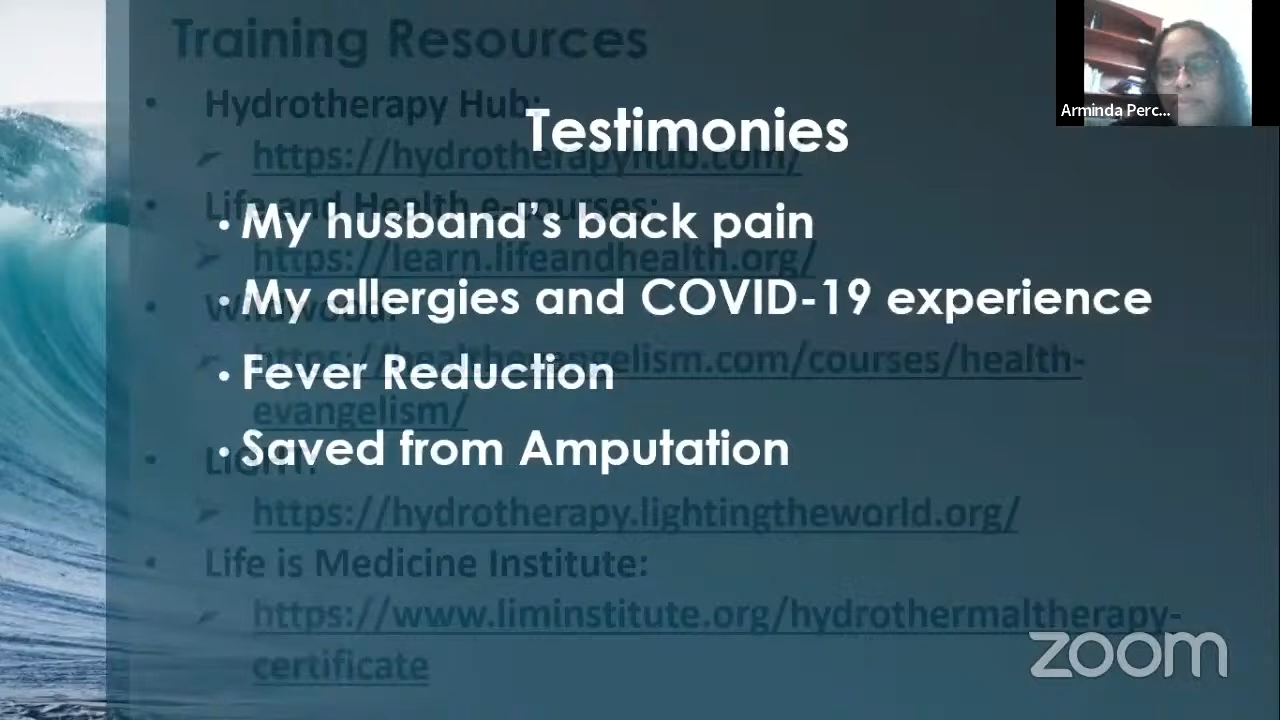 Training Resources
• Hydrotherapy Hub:
➤ https://hydrotherapyhub.com/
• Life and Health e-courses:
➤ https://learn.lifeandhealth.org/
• Wildwood:
➤ https://healthevangelism.com/courses/health-
evangelism/
• LIGHT:
➤ https://hydrotherapy.lightingtheworld.org/
• Life is Medicine Institute:
➤ https://www.liminstitute.org/hydrothermaltherapy-
certificate
Testimonies
• My husband's back pain
• My allergies and COVID-19 experience
• Fever Reduction
• Saved from Amputation
Arminda Perc...
zoom